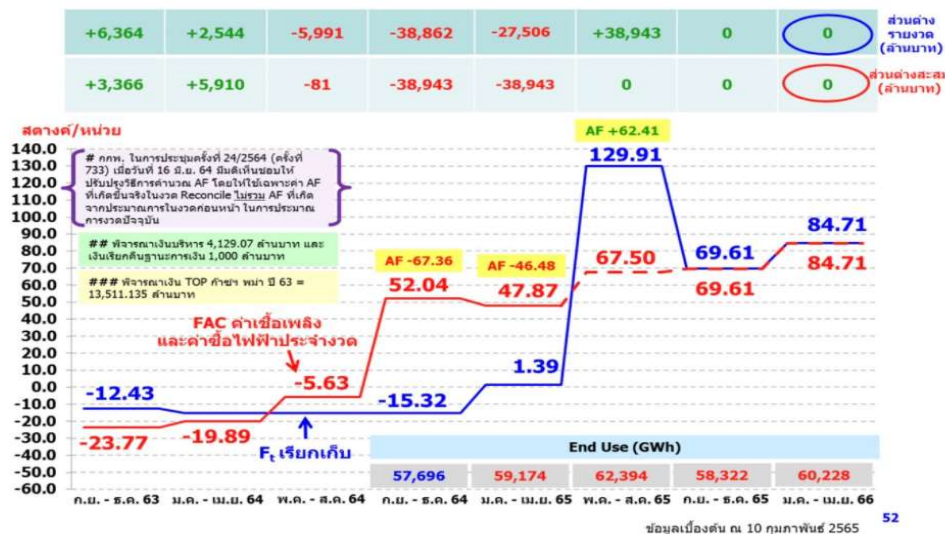 +6,364 +2,544 -5,991 -38,862 -27,506 +38,943 0 0 ส่วนต่างรายงวด (ล้านบาท)
+3,366 +5,910 -81 -38,943 -38,943 0 0 0 ส่วนต่างสะสม (ล้านบาท)
สตางค์/หน่วย
140.0
130.0
120.0
110.0
100.0
90.0
80.0
70.0
60.0
50.0
40.0
30.0
20.0
10.0
0.0
-10.0
-20.0
-30.0
-40.0
-50.0
-60.0
# กกพ. ในการประชุมครั้งที่ 24/2564 (ครั้งที่
733) เมื่อวันที่ 16 มิ.ย. 64 มีมติเห็นชอบให้
ปรับปรุงวิธีการคำนวณ AF โดยให้ใช้เฉพาะค่า AF
ที่เกิดขึ้นจริงในงวด Reconcile ไม่รวม AF ที่เกิด
จากประมาณการในงวดก่อนหน้า ในการประมาณ
การงวดปัจจุบัน
## พิจารณาเงินบริหาร 4,129.07 ล้านบาท และ
เงินเรียกคืนฐานะการเงิน 1,000 ล้านบาท
### พิจารณาเงิน TOP ก๊าซฯ พม่า ปี 63 =
13,511.135 ล้านบาท
AF +62.41
129.91
84.71
AF -67.36
AF -46.48
67.50
69.61
84.71
52.04
47.87
69.61
FAC ค่าเชื้อเพลิง
และค่าซื้อไฟฟ้าประจำงวด
-5.63
1.39
-12.43
-15.32
-23.77
-19.89
Ft เรียกเก็บ
End Use (GWh)
57,696 59,174 62,394 58,322 60,228
ก.ย. - ธ.ค. 63 ม.ค. - เม.ย. 64 พ.ค. - ส.ค. 64 ก.ย. - ธ.ค. 64 ม.ค. - เม.ย. 65 พ.ค. - ส.ค. 65 ก.ย. - ธ.ค. 65 ม.ค. - เม.ย. 66
52
ข้อมูลเบื้องต้น ณ 10 กุมภาพันธ์ 2565